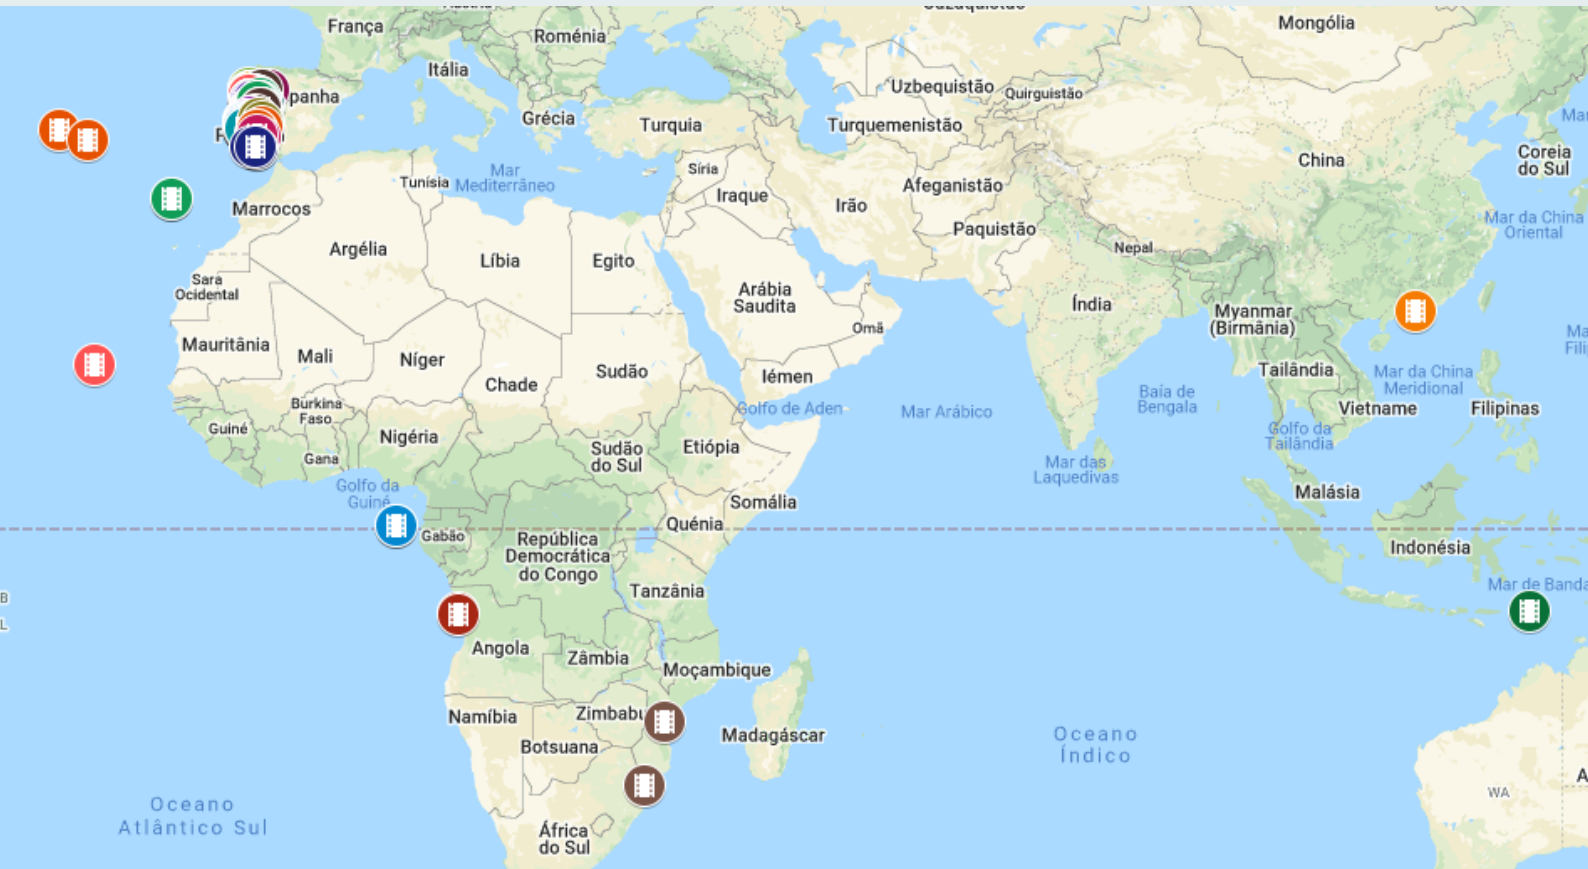 França
Roménia
Mongólia
Itália
Uzbequistão
Quirguistão
panha
Grécia
Turquia
Turquemenistão
Coreia
do Sul
China
Síria
Mar
Mediterrâneo
Tunísia
Iraque
Afeganistão
Irão
Marrocos
Paquistão
Mar da China
Oriental
Argélia
Líbia
Egito
Nepal
Sara
Ocidental
Arábia
Saudita
Índia
Myanmar
(Birmânia)
Omã
Mauritânia
Mali
Níger
Chade
Sudão
Iémen
Tailândia
Mar da China
Meridional
Golfo de Aden
Mar Arábico
Baía de
Bengala
Vietname
Filipinas
Burkina
Faso
Guiné
Nigéria
Gana
Sudão
do Sul
Etiópia
Golfo da
Tailândia
Mar das
Laquedivas
Golfo da
Guiné
Malásia
Somália
Quénia
Gabão
República
Democrática
do Congo
Indonésia
Tanzânia
Mar de Banda
Angola
Zâmbia
Moçambique
Namíbia
Zimbabu
Botsuana
Madagáscar
Oceano
Índico
WA
Oceano
Atlântico Sul
África
do Sul